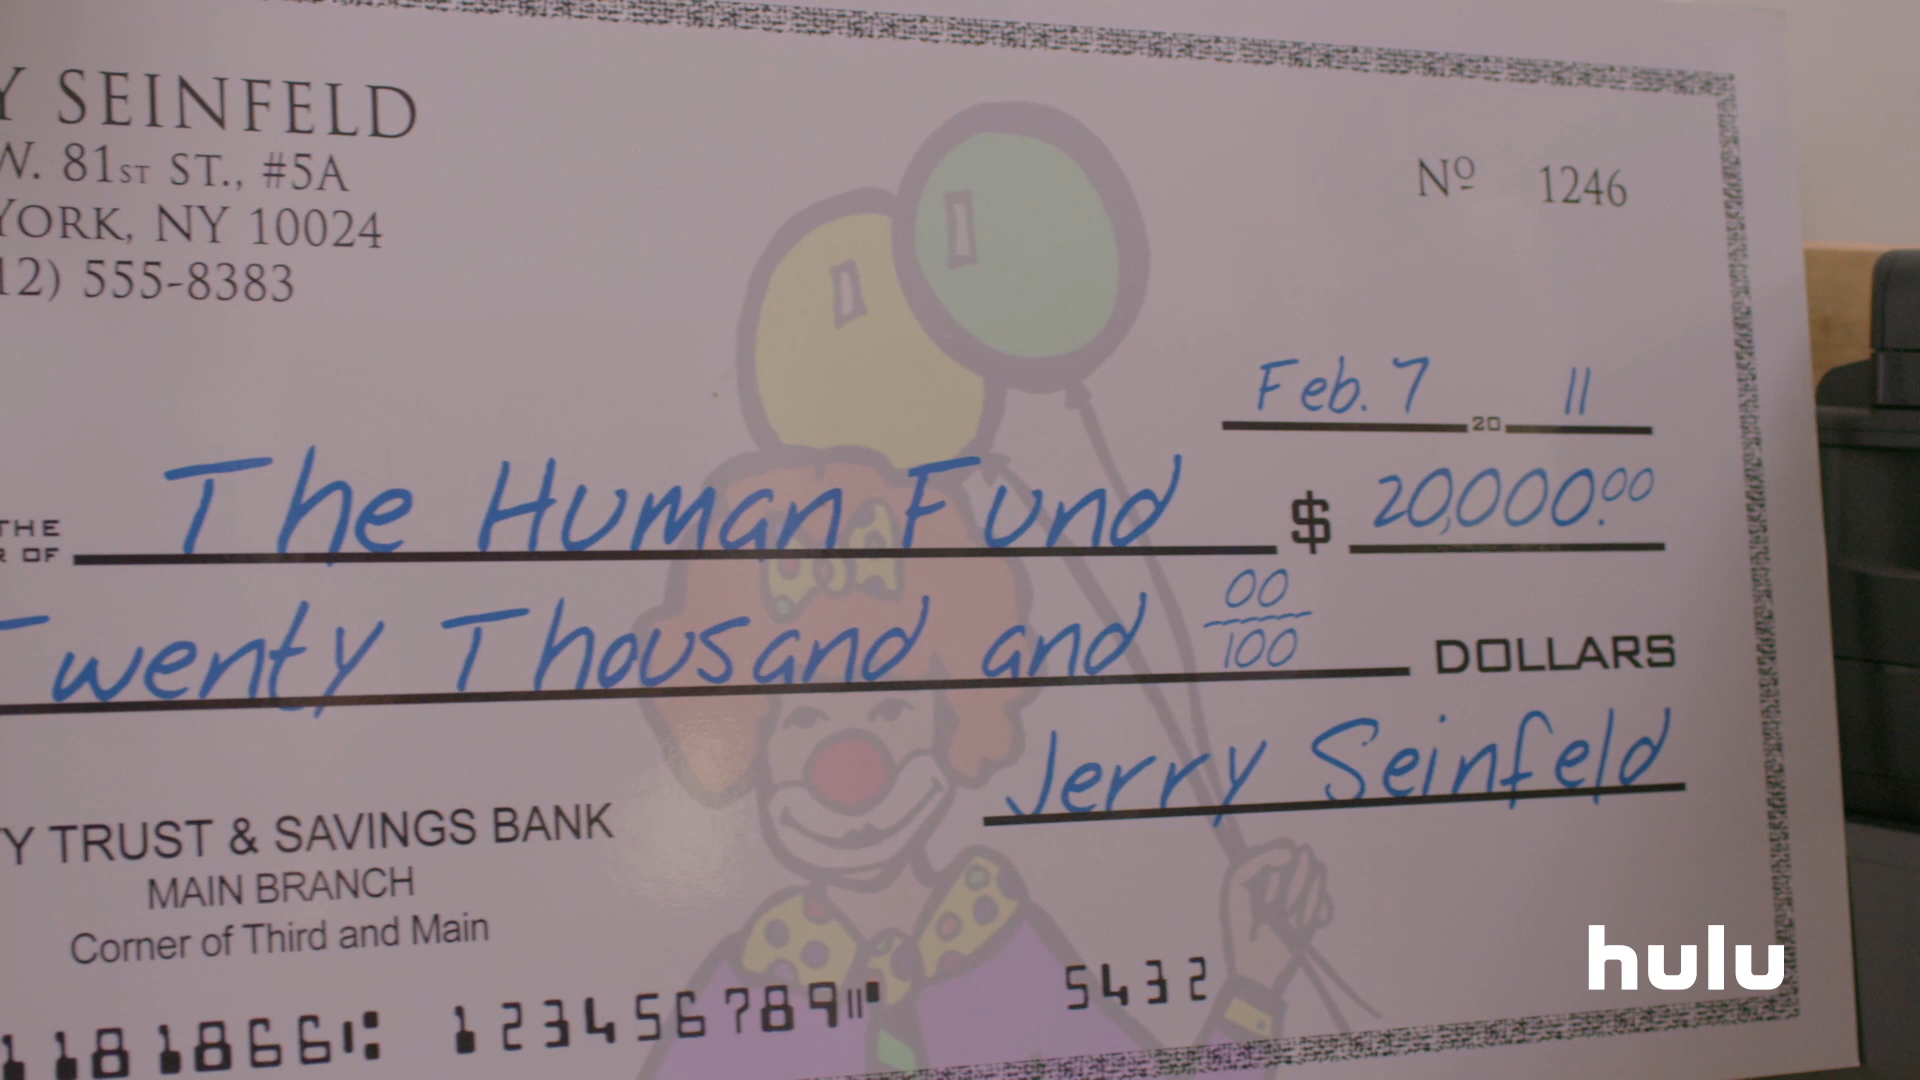 Y SEINFELD
W. 81ST ST., #5A
YORK, NY 10024
12) 555-8383
Nº 1246
Feb. 7 20 11
THE
R OF The Human Fund $ 20,000.00
Twenty Thousand and 00/100 DOLLARS
Jerry Seinfeld
Y TRUST & SAVINGS BANK
MAIN BRANCH
Corner of Third and Main
118186611: 12345678911" 5432
hulu